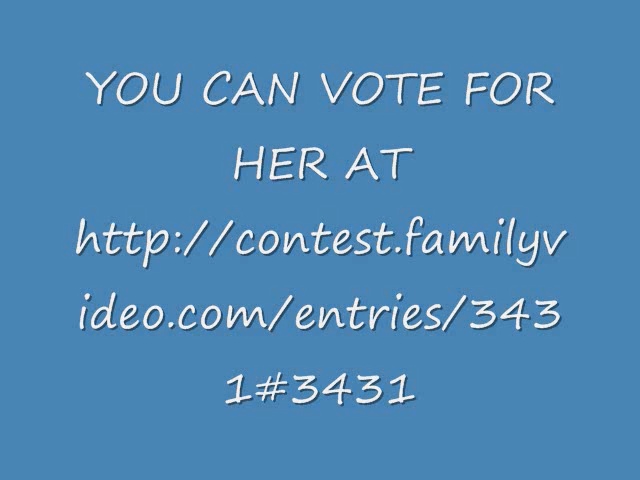 YOU CAN VOTE FOR
HER AT
http://contest.familyv
ideo.com/entries/343
1#3431